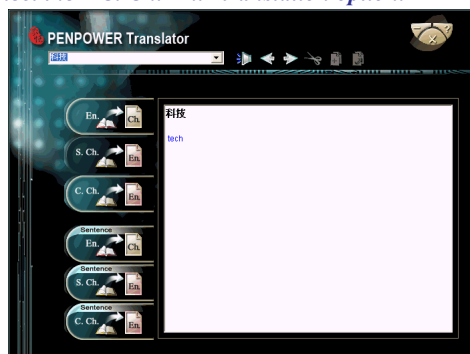 PENPOWER Translator
科技
En.
Ch.
科技
tech
S. Ch.
En.
C. Ch.
En.
Sentence
En.
Ch.
Sentence
S. Ch.
En.
Sentence
C. Ch.
En.